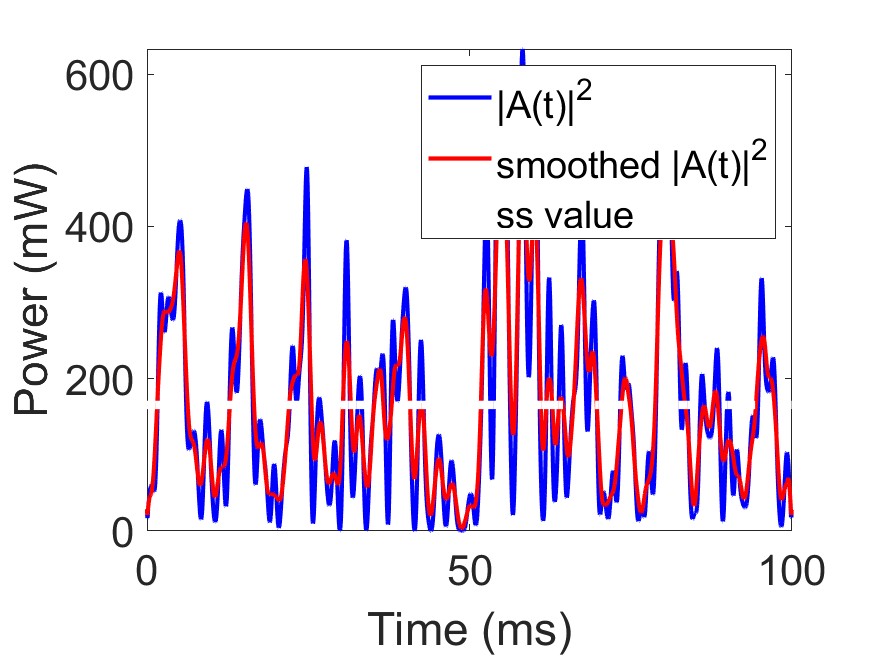 600
400
200
0
Power (mW)
|A(t)|²
smoothed |A(t)|²
ss value
0 50 100
Time (ms)